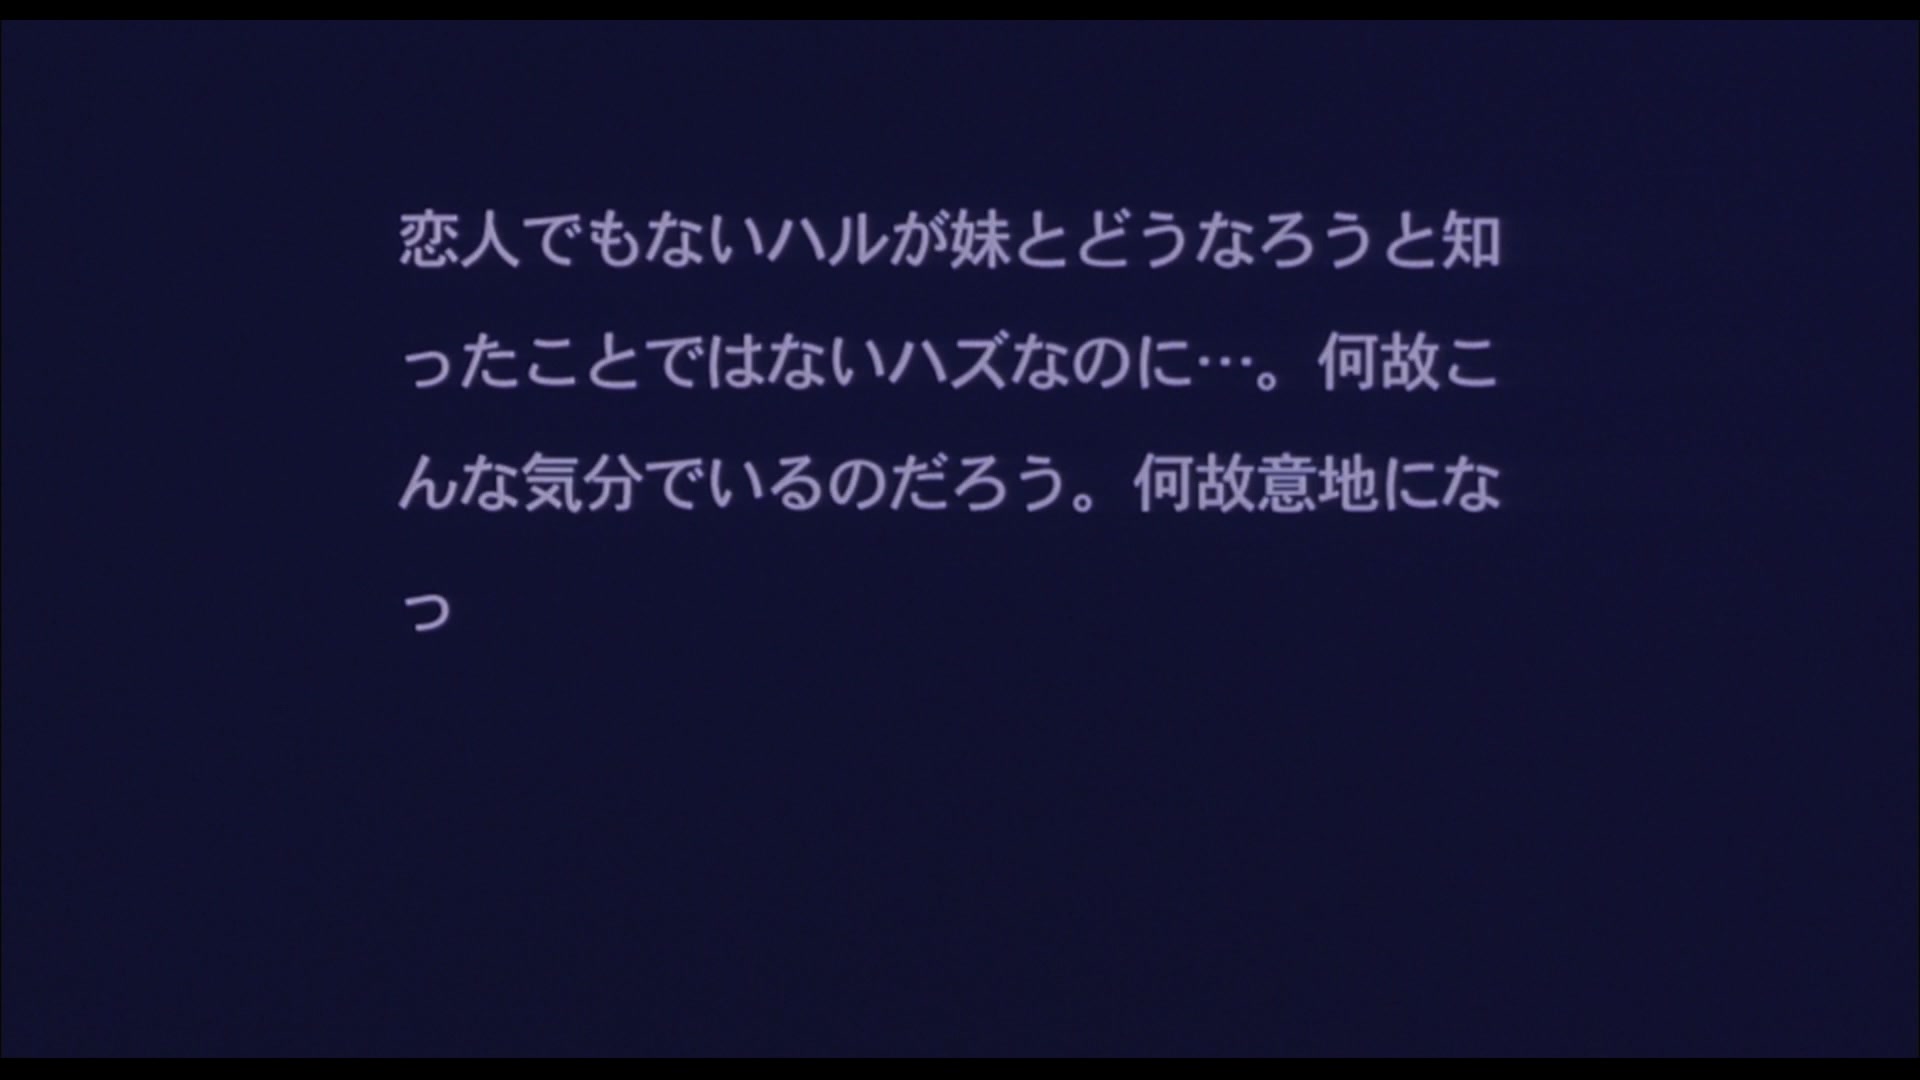 恋人でもないハルが妹とどうなろうと知
ったことではないハズなのに…。何故こ
んな気分でいるのだろう。何故意地にな
っ